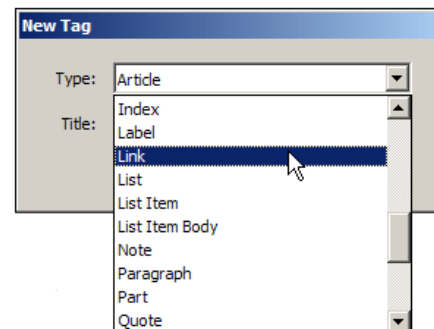 New Tag
Type: Article
Title:
Index
Label
Link
List
List Item
List Item Body
Note
Paragraph
Part
Quote